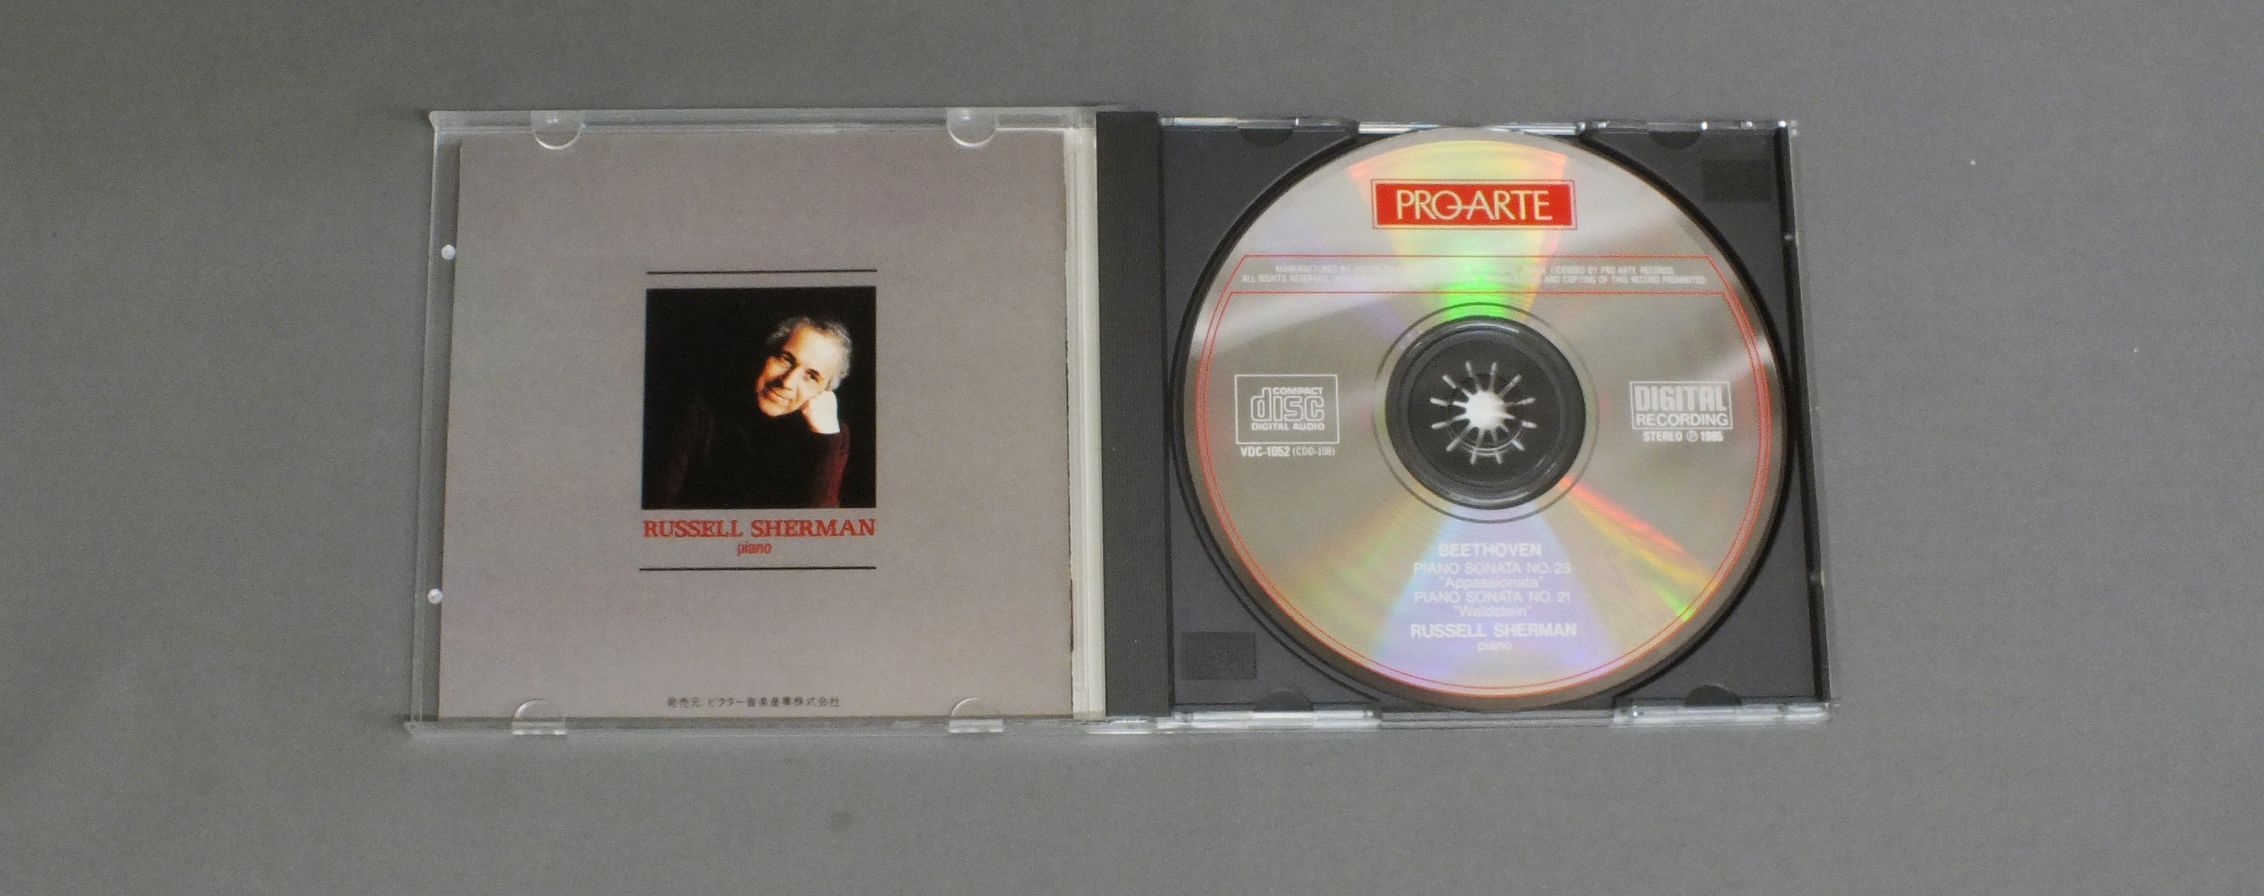 RUSSELL SHERMAN
piano
発売元:ビクター音楽産業株式会社
PRO-ARTE
MANUFACTURED BY LICENSED BY PRO ARTE RECORDS
ALL RIGHTS RESERVED. AND COPYING OF THIS RECORD PROHIBITED
COMPACT
disc
DIGITAL AUDIO
VDC-1052 (CDD-108)
DIGITAL
RECORDING
STEREO Ⓟ 1985
BEETHOVEN
PIANO SONATA NO. 23
"Appassionata"
PIANO SONATA NO. 21
"Waldstein"
RUSSELL SHERMAN
piano